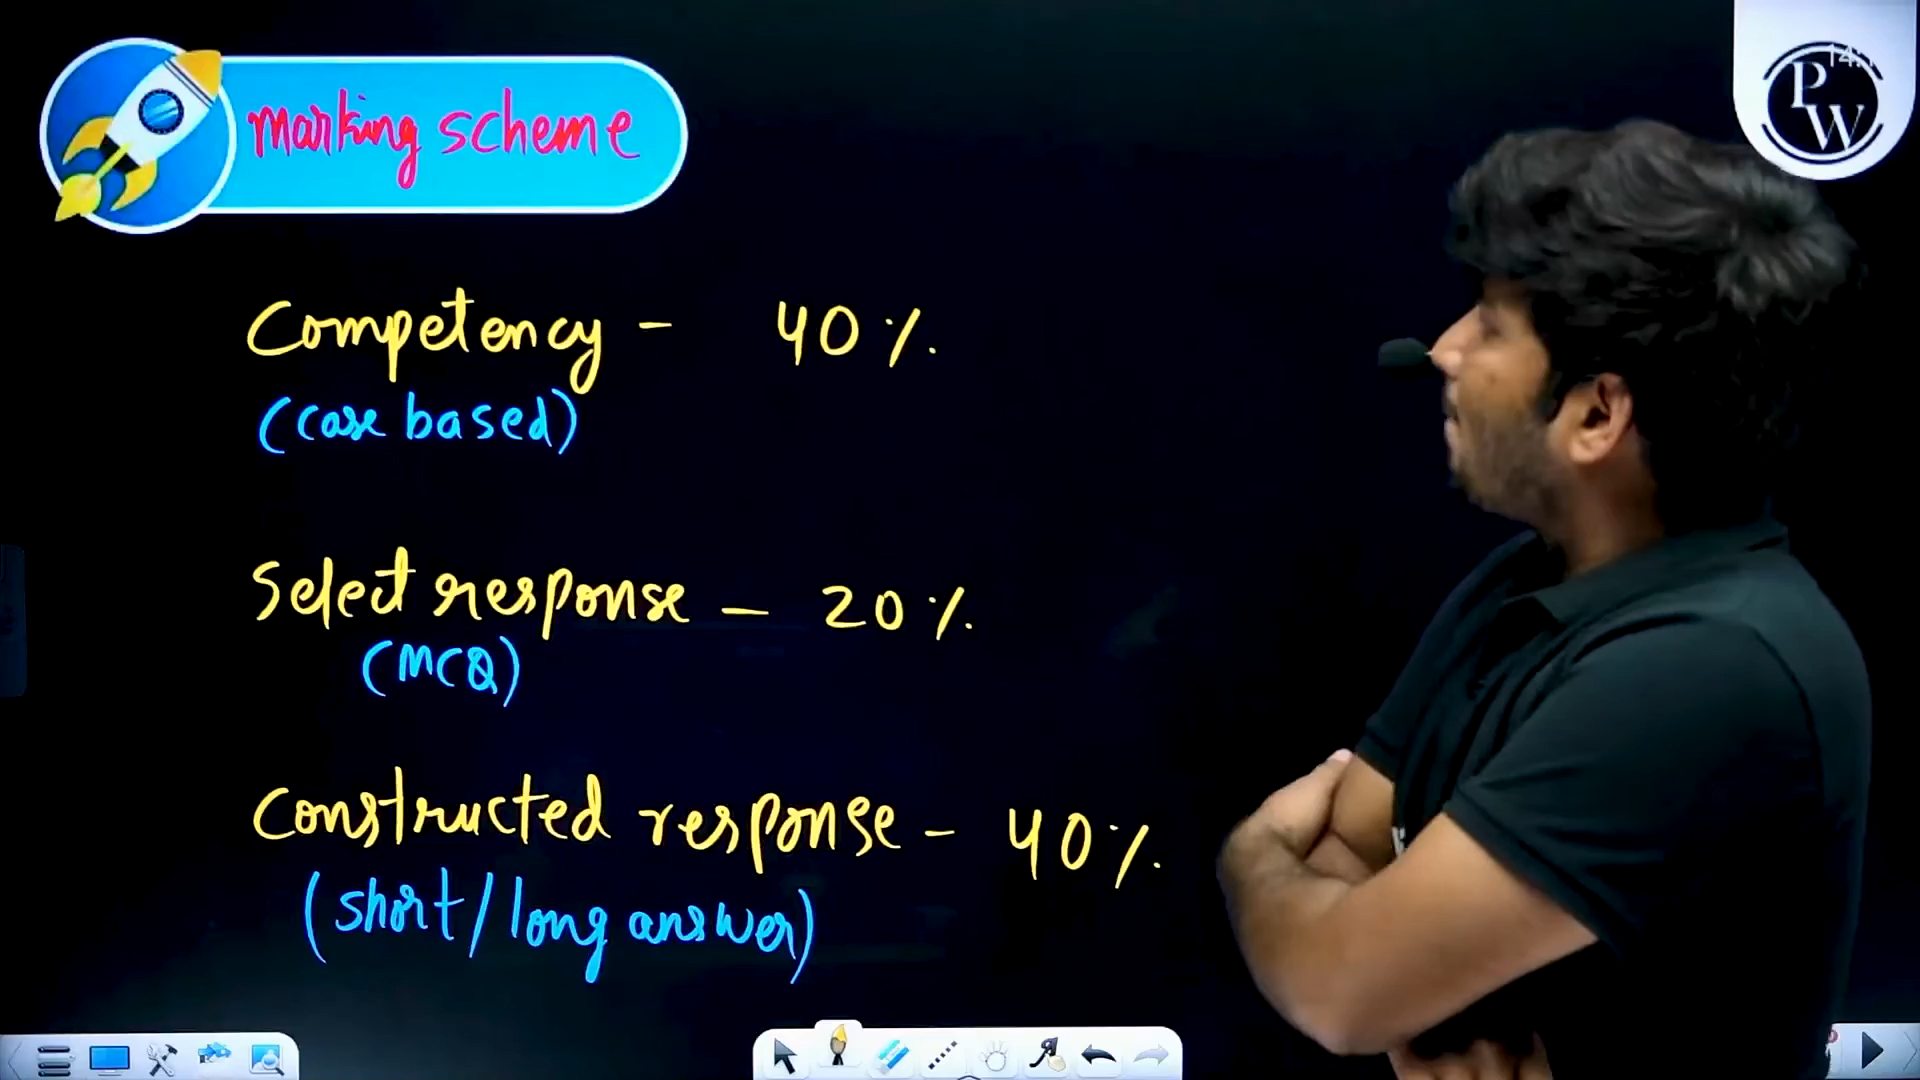 marking scheme
PW
Competency - 40%.
(case based)
Select response - 20%.
(MCQ)
Constructed response - 40%.
(short/long answer)